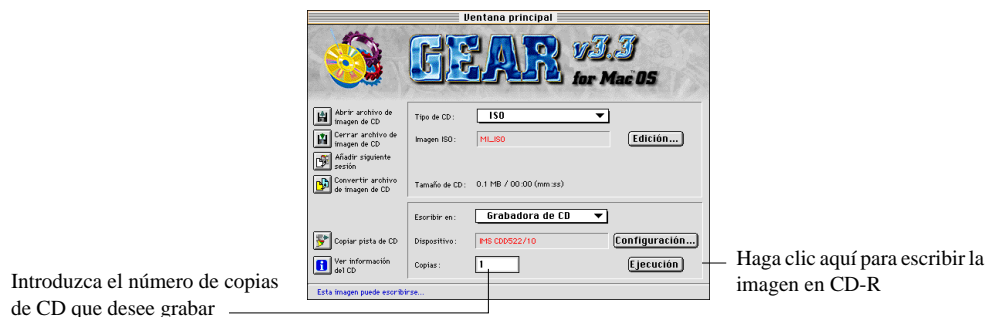 Ventana principal
GEAR v3.3
for Mac OS
Abrir archivo de
imagen de CD
Cerrar archivo de
imagen de CD
Añadir siguiente
sesión
Convertir archivo
de imagen de CD
Tipo de CD: ISO
Imagen ISO: MI_ISO Edición...
Tamaño de CD: 0.1 MB / 00:00 (mm:ss)
Escribir en: Grabadora de CD
Copiar pista de CD
Dispositivo: IMS CDD522/10 Configuración...
Ver información
del CD
Copias: 1 Ejecución
Esta imagen puede escribirse...
Haga clic aquí para escribir la
imagen en CD-R
Introduzca el número de copias
de CD que desee grabar